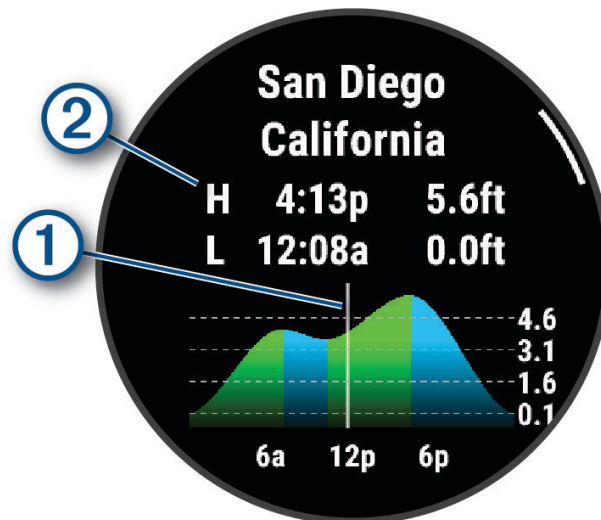 San Diego
California
② H 4:13p 5.6ft
① L 12:08a 0.0ft
4.6
3.1
1.6
0.1
6a 12p 6p